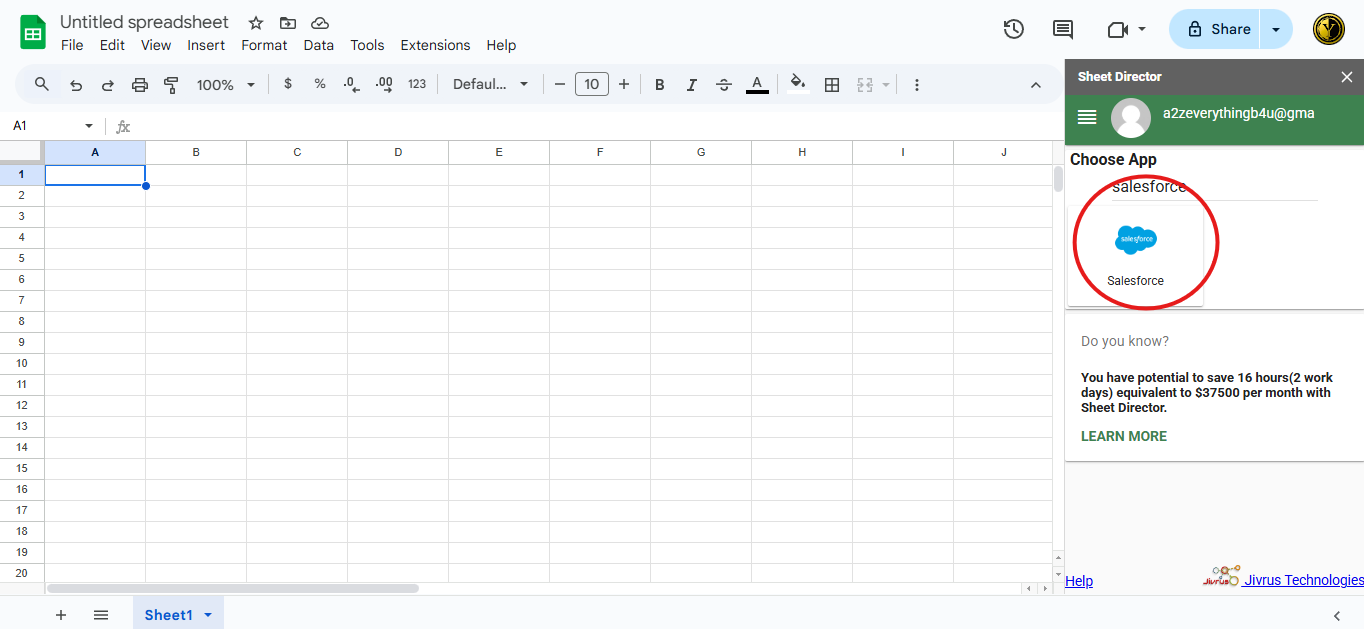 Untitled spreadsheet
File Edit View Insert Format Data Tools Extensions Help
Share
100% $ % .0 .00 123 Defaul... 10 B I A
A1 fx
A B C D E F G H I J
1
2
3
4
5
6
7
8
9
10
11
12
13
14
15
16
17
18
19
20
Sheet1
Sheet Director
a2zeverythingb4u@gma
Choose App
salesforce
salesforce
Salesforce
Do you know?
You have potential to save 16 hours(2 work
days) equivalent to $37500 per month with
Sheet Director.
LEARN MORE
Help Jivrus Jivrus Technologies